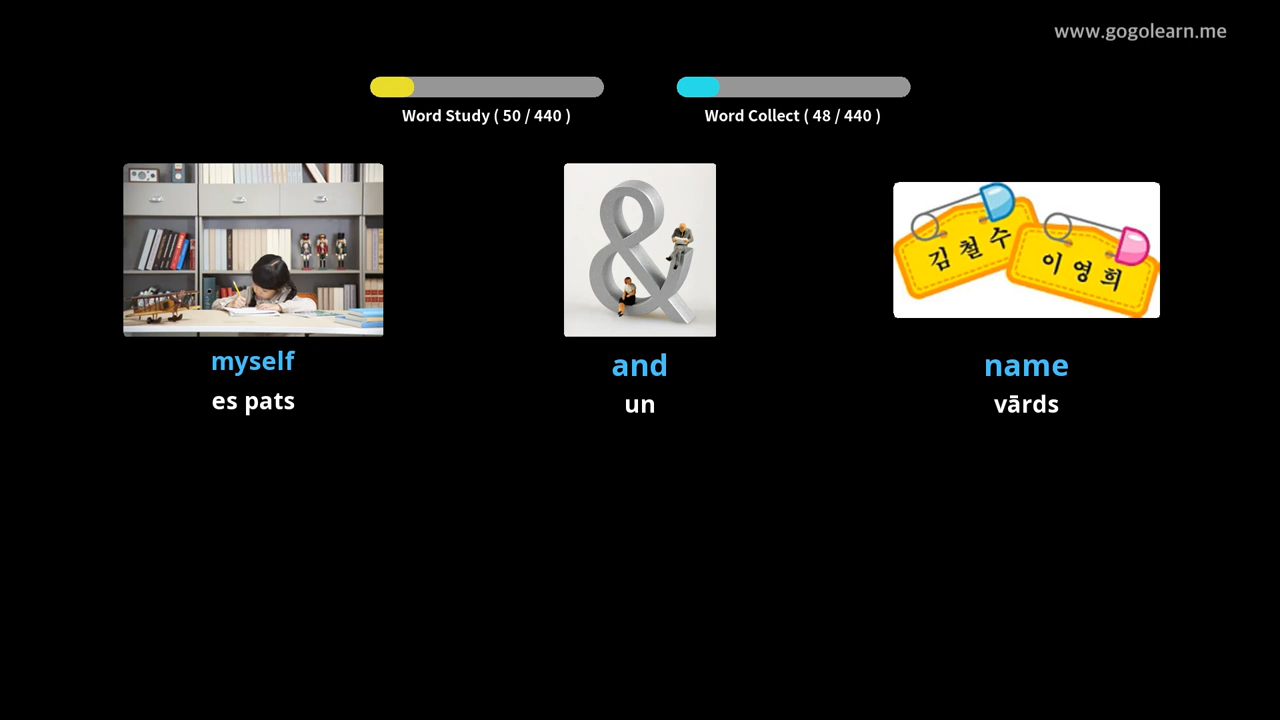 www.gogolearn.me
Word Study ( 50 / 440 )
Word Collect ( 48 / 440 )
&
김철수
이영희
myself
and
name
es pats
un
vārds